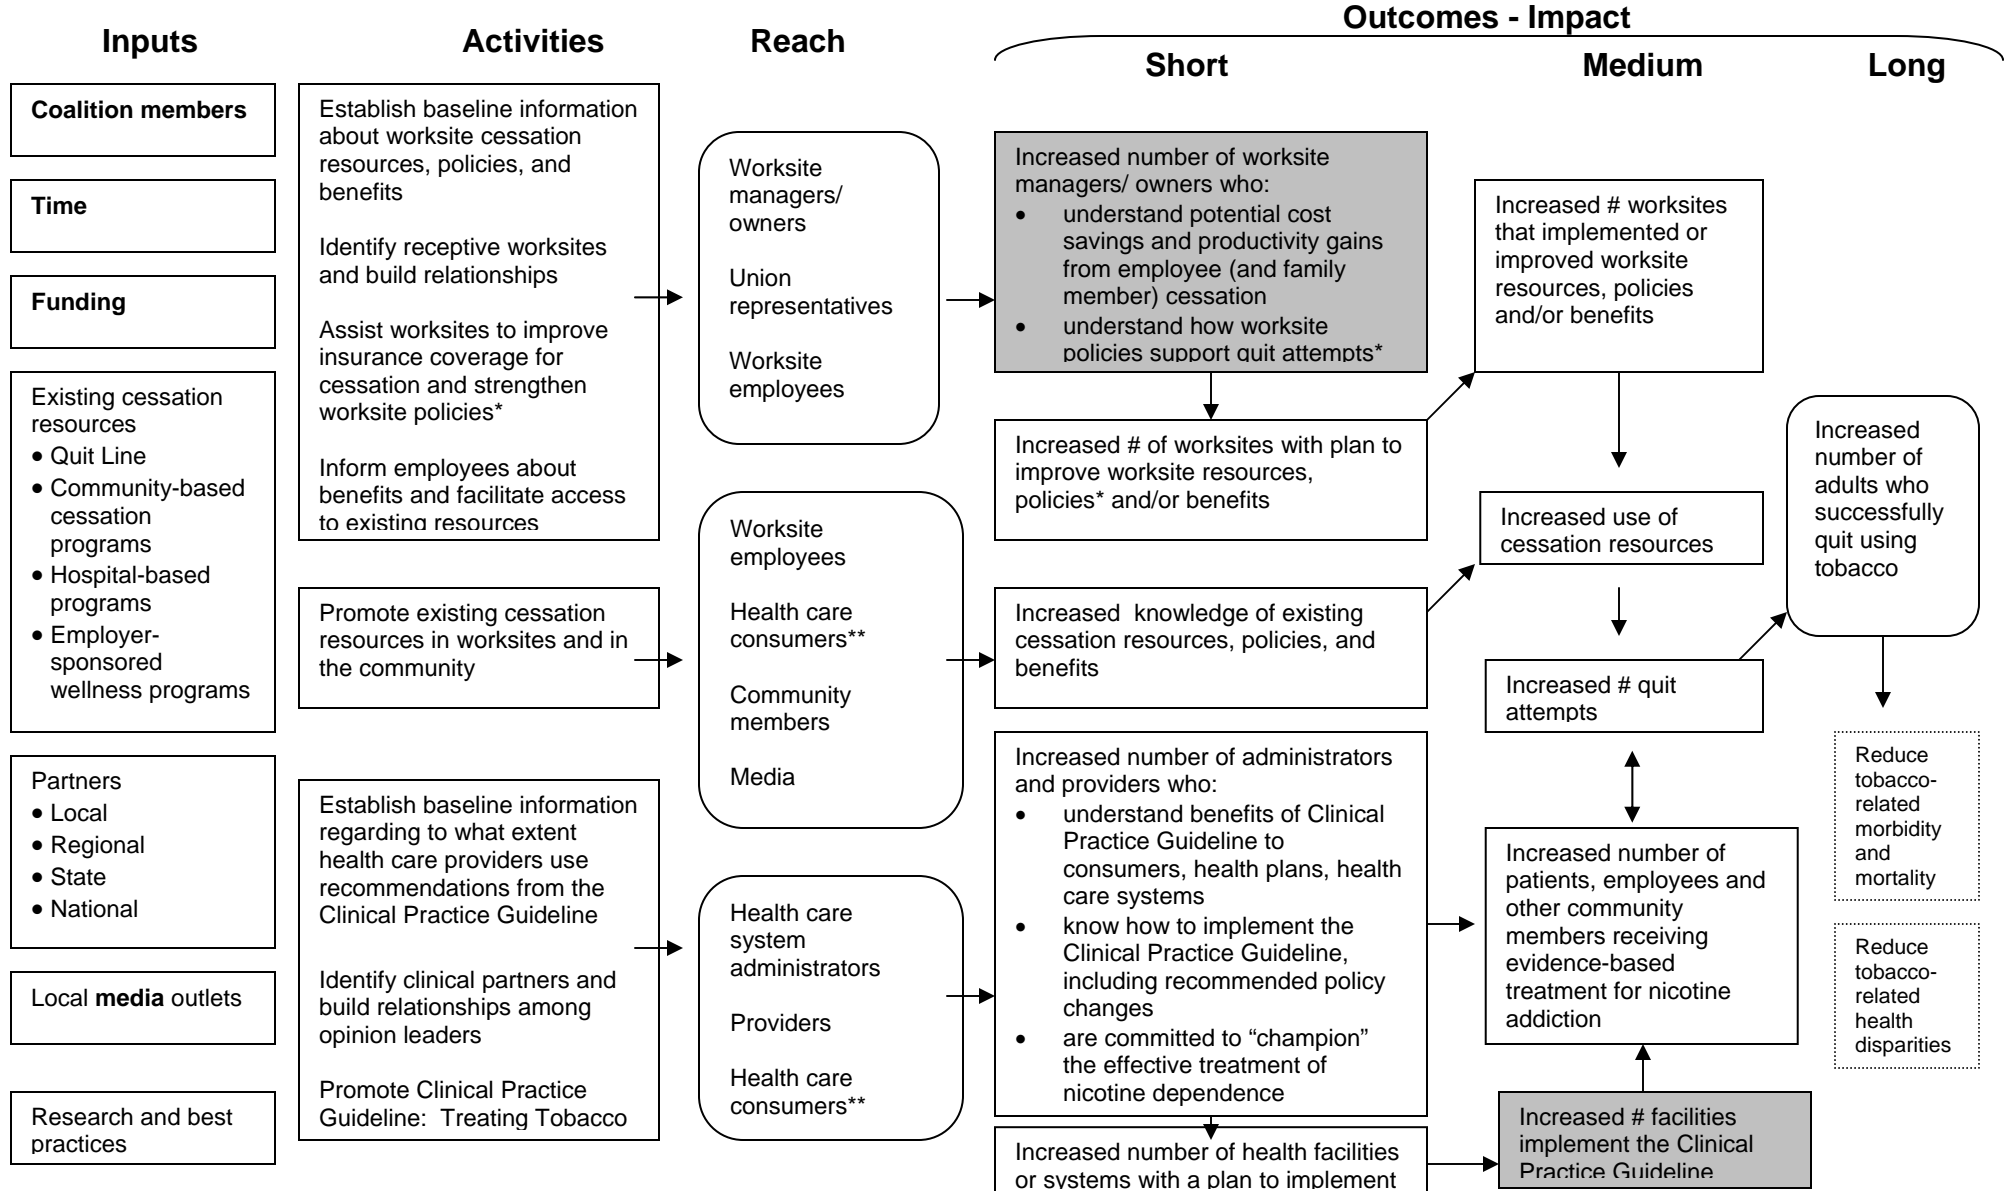 Outcomes - Impact
Inputs
Activities
Reach
Short
Medium
Long
Coalition members
Time
Funding
Existing cessation
resources
• Quit Line
• Community-based
cessation
programs
• Hospital-based
programs
• Employer-
sponsored
wellness programs
Partners
• Local
• Regional
• State
• National
Local media outlets
Research and best
practices
Establish baseline information
about worksite cessation
resources, policies, and
benefits
Identify receptive worksites
and build relationships
Assist worksites to improve
insurance coverage for
cessation and strengthen
worksite policies*
Inform employees about
benefits and facilitate access
to existing resources
Promote existing cessation
resources in worksites and in
the community
Establish baseline information
regarding to what extent
health care providers use
recommendations from the
Clinical Practice Guideline
Identify clinical partners and
build relationships among
opinion leaders
Promote Clinical Practice
Guideline: Treating Tobacco
Worksite
managers/
owners
Union
representatives
Worksite
employees
Worksite
employees
Health care
consumers**
Community
members
Media
Health care
system
administrators
Providers
Health care
consumers**
Increased number of worksite
managers/ owners who:
• understand potential cost
savings and productivity gains
from employee (and family
member) cessation
• understand how worksite
policies support quit attempts*
Increased # of worksites with plan to
improve worksite resources,
policies* and/or benefits
Increased knowledge of existing
cessation resources, policies, and
benefits
Increased number of administrators
and providers who:
• understand benefits of Clinical
Practice Guideline to
consumers, health plans, health
care systems
• know how to implement the
Clinical Practice Guideline,
including recommended policy
changes
• are committed to “champion”
the effective treatment of
nicotine dependence
Increased number of health facilities
or systems with a plan to implement
Increased # worksites
that implemented or
improved worksite
resources, policies
and/or benefits
Increased use of
cessation resources
Increased # quit
attempts
Increased number of
patients, employees and
other community
members receiving
evidence-based
treatment for nicotine
addiction
Increased # facilities
implement the Clinical
Practice Guideline
Increased
number of
adults who
successfully
quit using
tobacco
Reduce
tobacco-
related
morbidity
and
mortality
Reduce
tobacco-
related
health
disparities